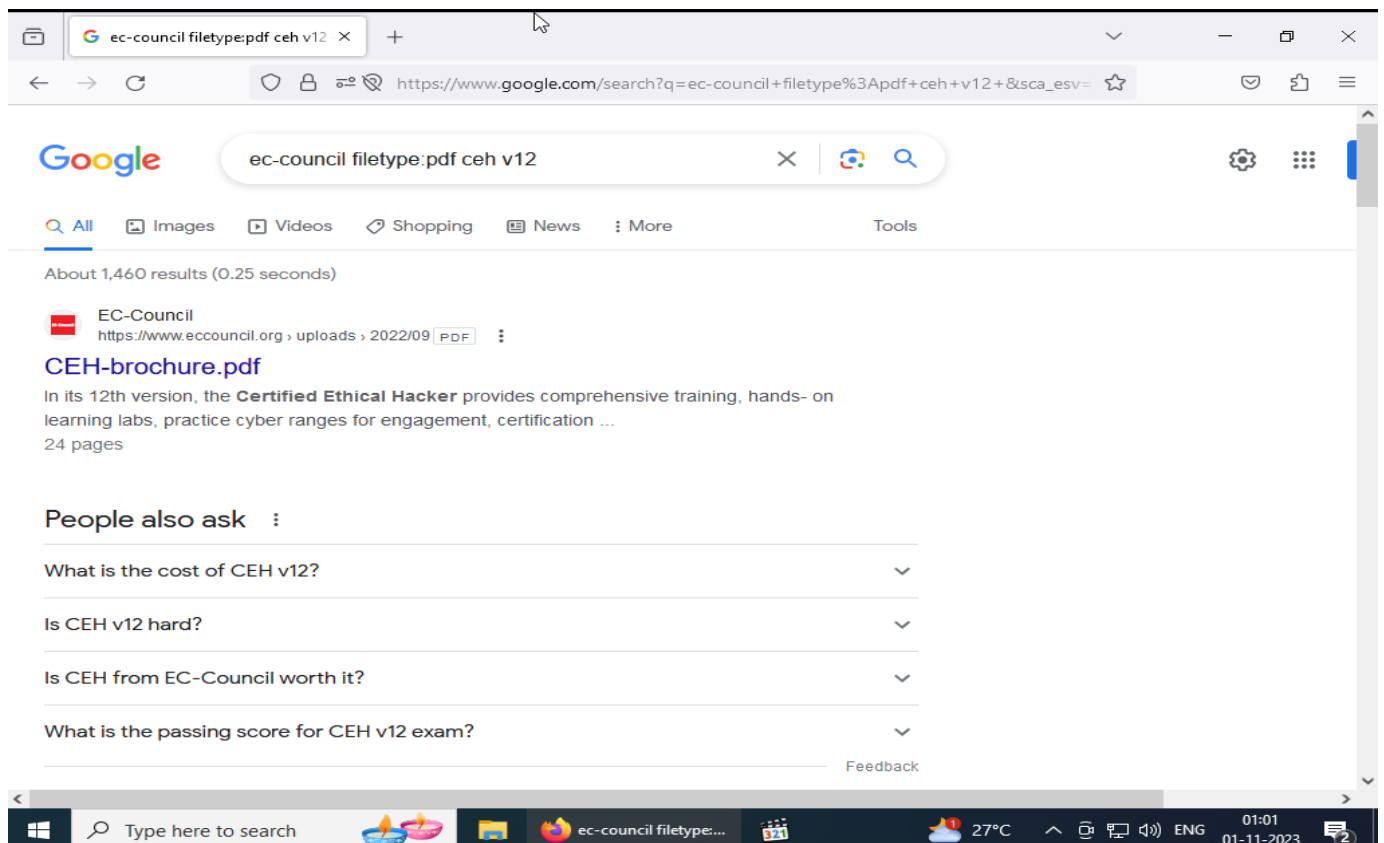 ec-council filetype:pdf ceh v12
https://www.google.com/search?q=ec-council+filetype%3Apdf+ceh+v12+&sca_esv=
Google
ec-council filetype:pdf ceh v12
All Images Videos Shopping News More Tools
About 1,460 results (0.25 seconds)
EC-Council
https://www.eccouncil.org › uploads › 2022/09 PDF
CEH-brochure.pdf
In its 12th version, the Certified Ethical Hacker provides comprehensive training, hands- on
learning labs, practice cyber ranges for engagement, certification ...
24 pages
People also ask
What is the cost of CEH v12?
Is CEH v12 hard?
Is CEH from EC-Council worth it?
What is the passing score for CEH v12 exam?
Feedback
Type here to search ec-council filetype:... 321 1 27°C ENG 01:01
01-11-2023 2